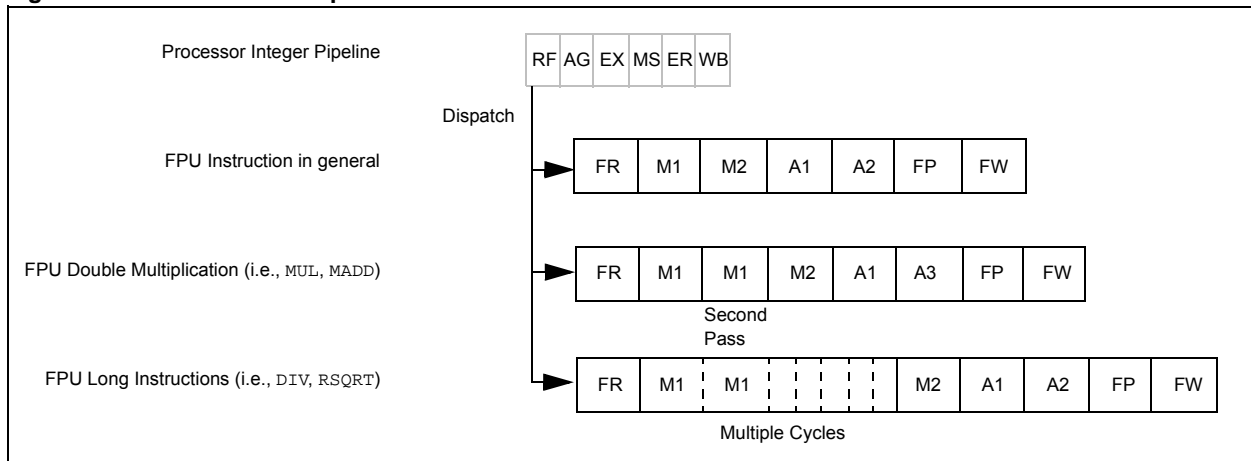 Processor Integer Pipeline
RF AG EX MS ER WB
Dispatch
FPU Instruction in general
FR M1 M2 A1 A2 FP FW
FPU Double Multiplication (i.e., MUL, MADD)
FR M1 M1 M2 A1 A3 FP FW
Second
Pass
FPU Long Instructions (i.e., DIV, RSQRT)
FR M1 M1 M2 A1 A2 FP FW
Multiple Cycles